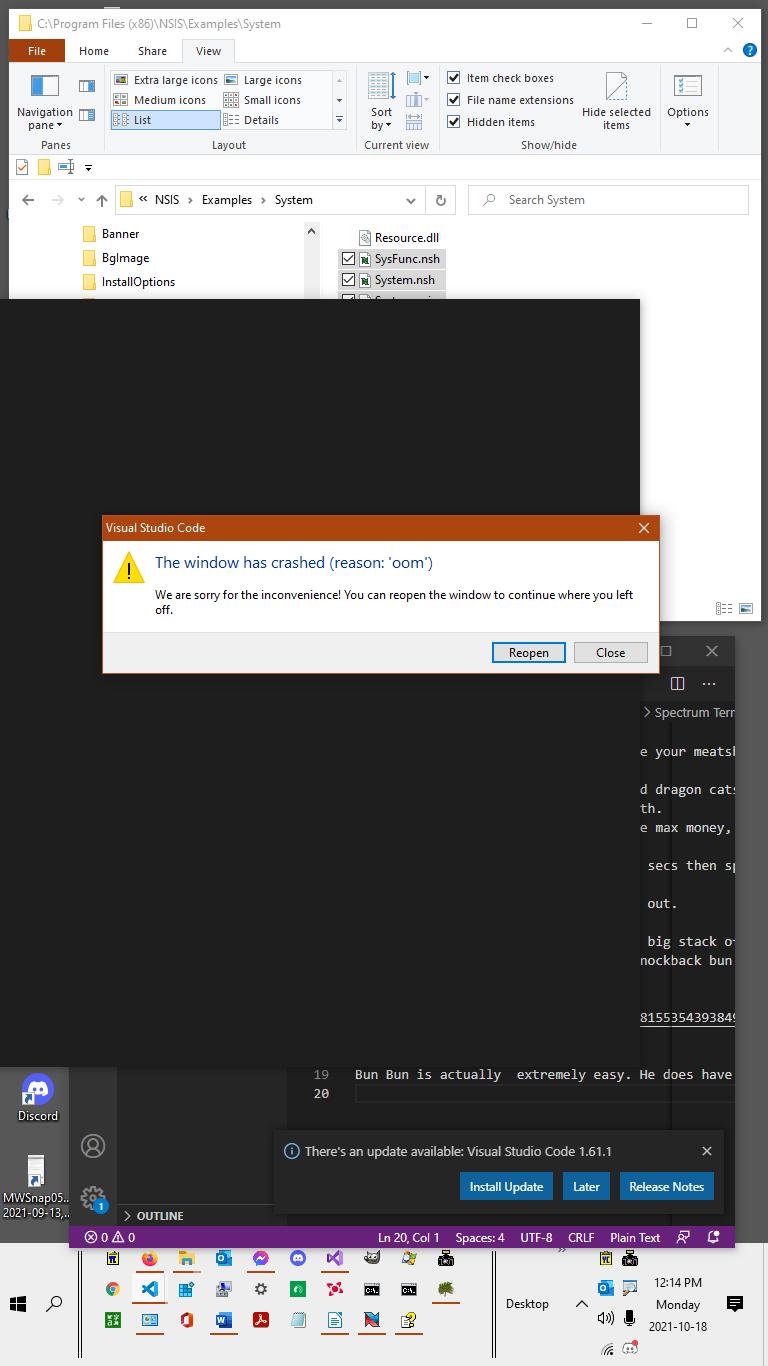 C:\Program Files (x86)\NSIS\Examples\System
File Home Share View
Navigation pane
Panes
Extra large icons Large icons
Medium icons Small icons
List Details
Layout
Sort by
Current view
Item check boxes
File name extensions
Hidden items
Hide selected items
Show/hide
Options
« NSIS > Examples > System
Search System
Banner
BgImage
InstallOptions
Resource.dll
SysFunc.nsh
System.nsh
Visual Studio Code
The window has crashed (reason: 'oom')
We are sorry for the inconvenience! You can reopen the window to continue where you left
off.
Reopen Close
> Spectrum Terr
e your meatsh
d dragon cats
th.
e max money,
secs then sp
out.
big stack of
nockback bun
8155354393849
19 Bun Bun is actually  extremely easy. He does have
20
There's an update available: Visual Studio Code 1.61.1
Install Update Later Release Notes
1
> OUTLINE
0 0 Ln 20, Col 1 Spaces: 4 UTF-8 CRLF Plain Text
Discord
MWSnap05...
2021-09-13,...
Desktop
12:14 PM
Monday
2021-10-18